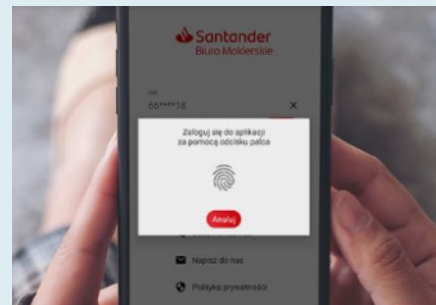 Santander
Biuro Maklerskie
NIK
66****18
Zaloguj się do aplikacji
za pomocą odcisku palca
Anuluj
Napisz do nas
Polityka prywatności